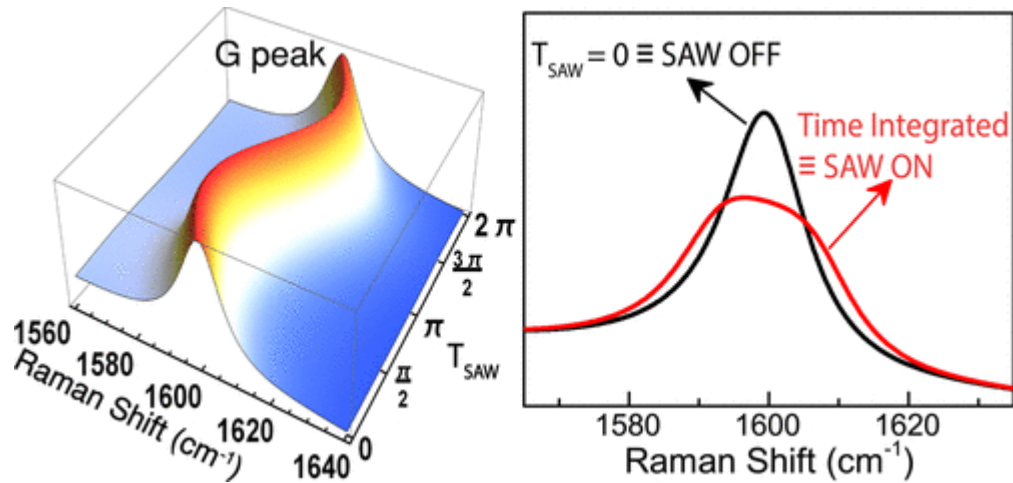 G peak
2 π
3 π
2
π
π
2
0
T_SAW
1560
1580
1600
1620
1640
Raman Shift (cm⁻¹)
T_SAW = 0 ≡ SAW OFF
Time Integrated
≡ SAW ON
1580
1600
1620
Raman Shift (cm⁻¹)